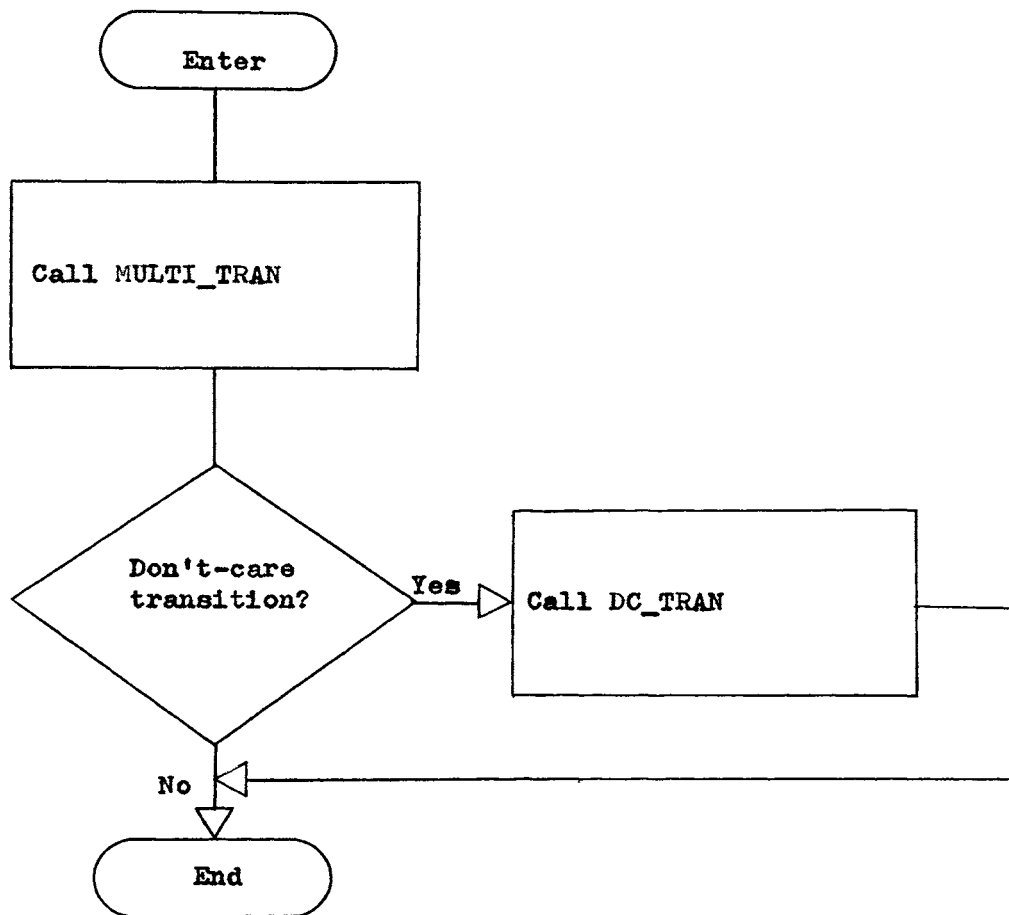 Enter
Call MULTI_TRAN
Don't-care
transition?
Yes
Call DC_TRAN
No
End